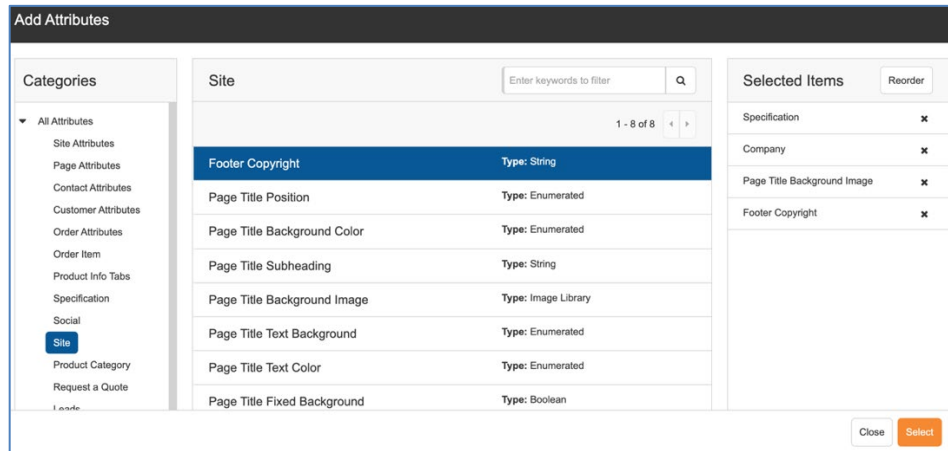 Add Attributes
Categories
All Attributes
Site Attributes
Page Attributes
Contact Attributes
Customer Attributes
Order Attributes
Order Item
Product Info Tabs
Specification
Social
Site
Product Category
Request a Quote
Leads
Site
Enter keywords to filter
1 - 8 of 8
Footer Copyright Type: String
Page Title Position Type: Enumerated
Page Title Background Color Type: Enumerated
Page Title Subheading Type: String
Page Title Background Image Type: Image Library
Page Title Text Background Type: Enumerated
Page Title Text Color Type: Enumerated
Page Title Fixed Background Type: Boolean
Selected Items Reorder
Specification
Company
Page Title Background Image
Footer Copyright
Close Select